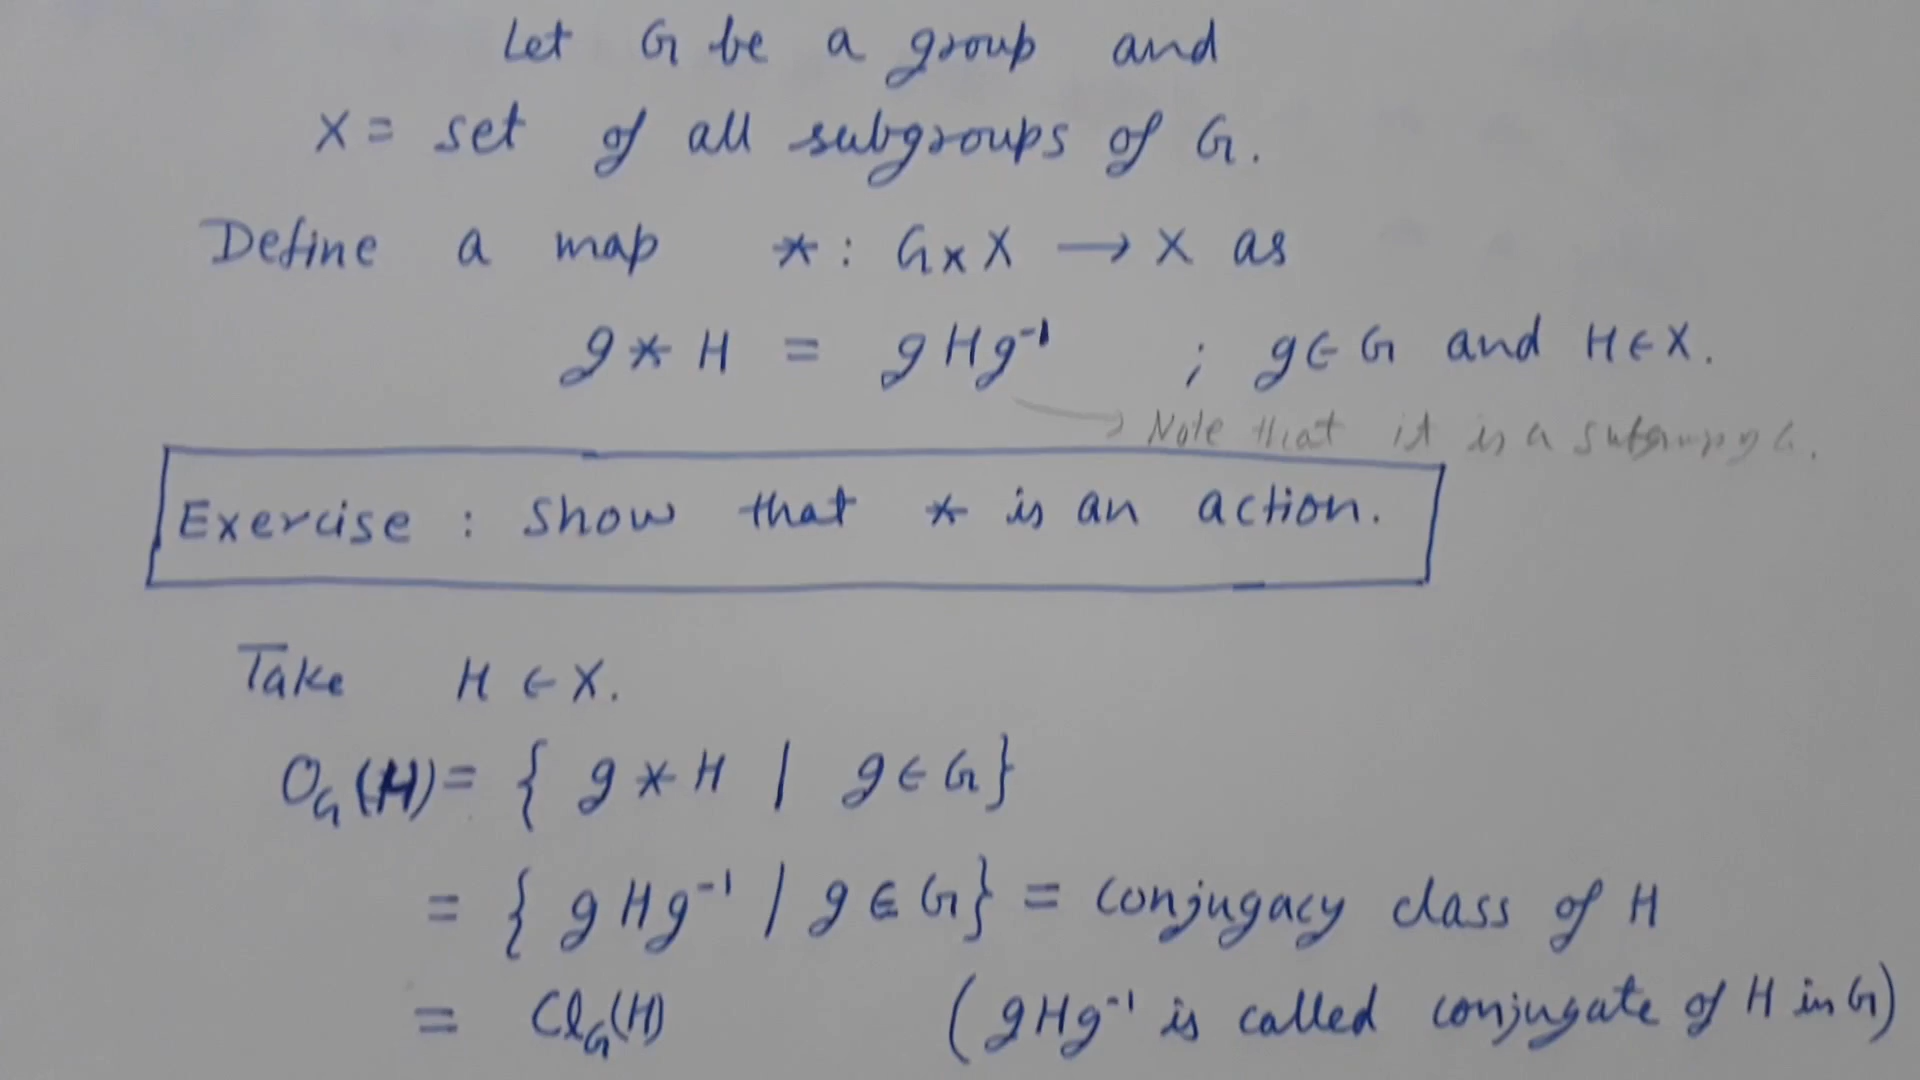 Let G be a group and
X = set of all subgroups of G.
Define a map * : G×X → X as
g * H = gHg⁻¹ ; g∈G and H∈X.
→ Note that it is a subgroup of G.
Exercise : Show that * is an action.
Take H ∈ X.
O_G(H) = { g * H | g∈G}
= { gHg⁻¹ | g∈G} = conjugacy class of H
= Cl_G(H) (gHg⁻¹ is called conjugate of H in G)